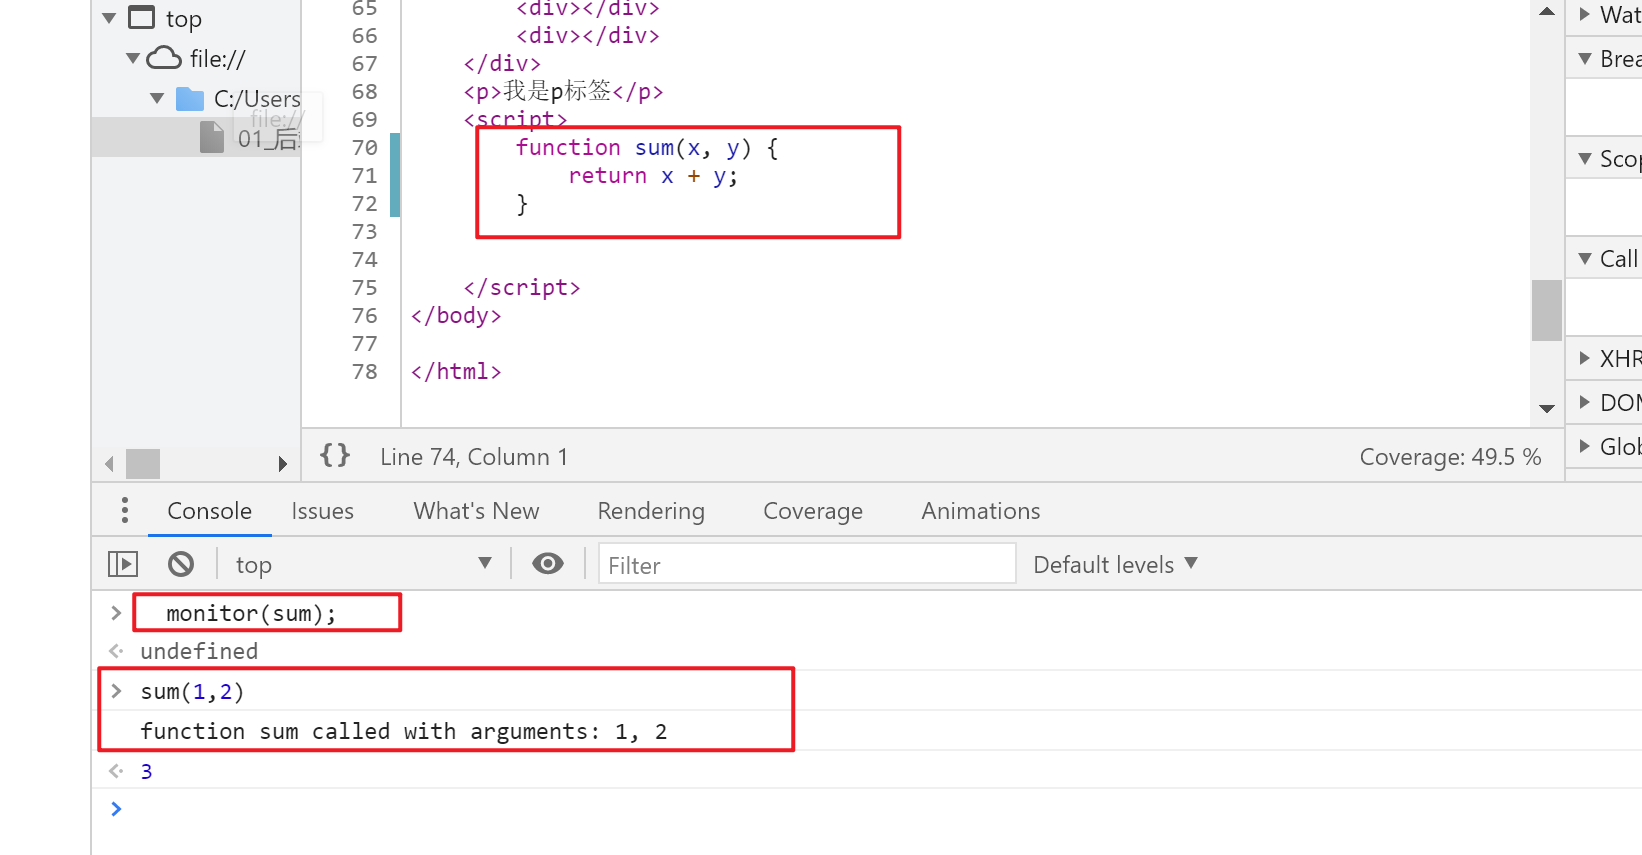 top
file://
C:/Users
file://
01_后
65 <div></div>
66 <div></div>
67 </div>
68 <p>我是p标签</p>
69 <script>
70 function sum(x, y) {
71 return x + y;
72 }
73
74
75 </script>
76 </body>
77
78 </html>
Wat
Brea
Scop
Call
XHR
DOM
Glob
{} Line 74, Column 1 Coverage: 49.5 %
Console Issues What's New Rendering Coverage Animations
top Filter Default levels
> monitor(sum);
undefined
> sum(1,2)
function sum called with arguments: 1, 2
3
>